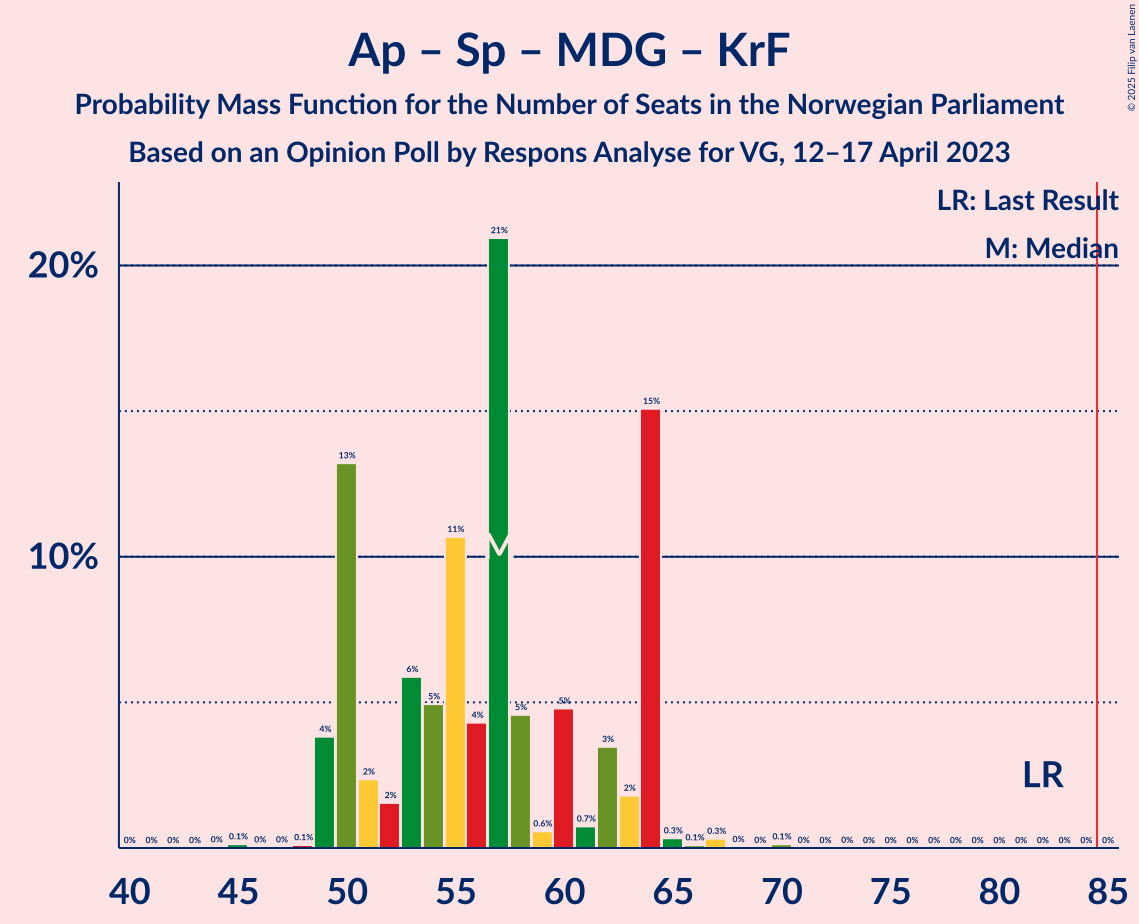 Ap – Sp – MDG – KrF
Probability Mass Function for the Number of Seats in the Norwegian Parliament
Based on an Opinion Poll by Respons Analyse for VG, 12–17 April 2023
© 2025 Filip van Laenen
LR: Last Result
M: Median
20%
10%
21%
15%
13%
11%
6%
5%
4%
4%
5%
5%
3%
2%
2%
2%
0.6%
0.7%
0% 0% 0% 0% 0% 0.1% 0% 0% 0.1% 0.3% 0.1% 0.3% 0% 0% 0.1% 0% 0% 0% 0% 0% 0% 0% 0% 0% 0% 0% 0% 0% 0% 0%
M
LR
40 45 50 55 60 65 70 75 80 85